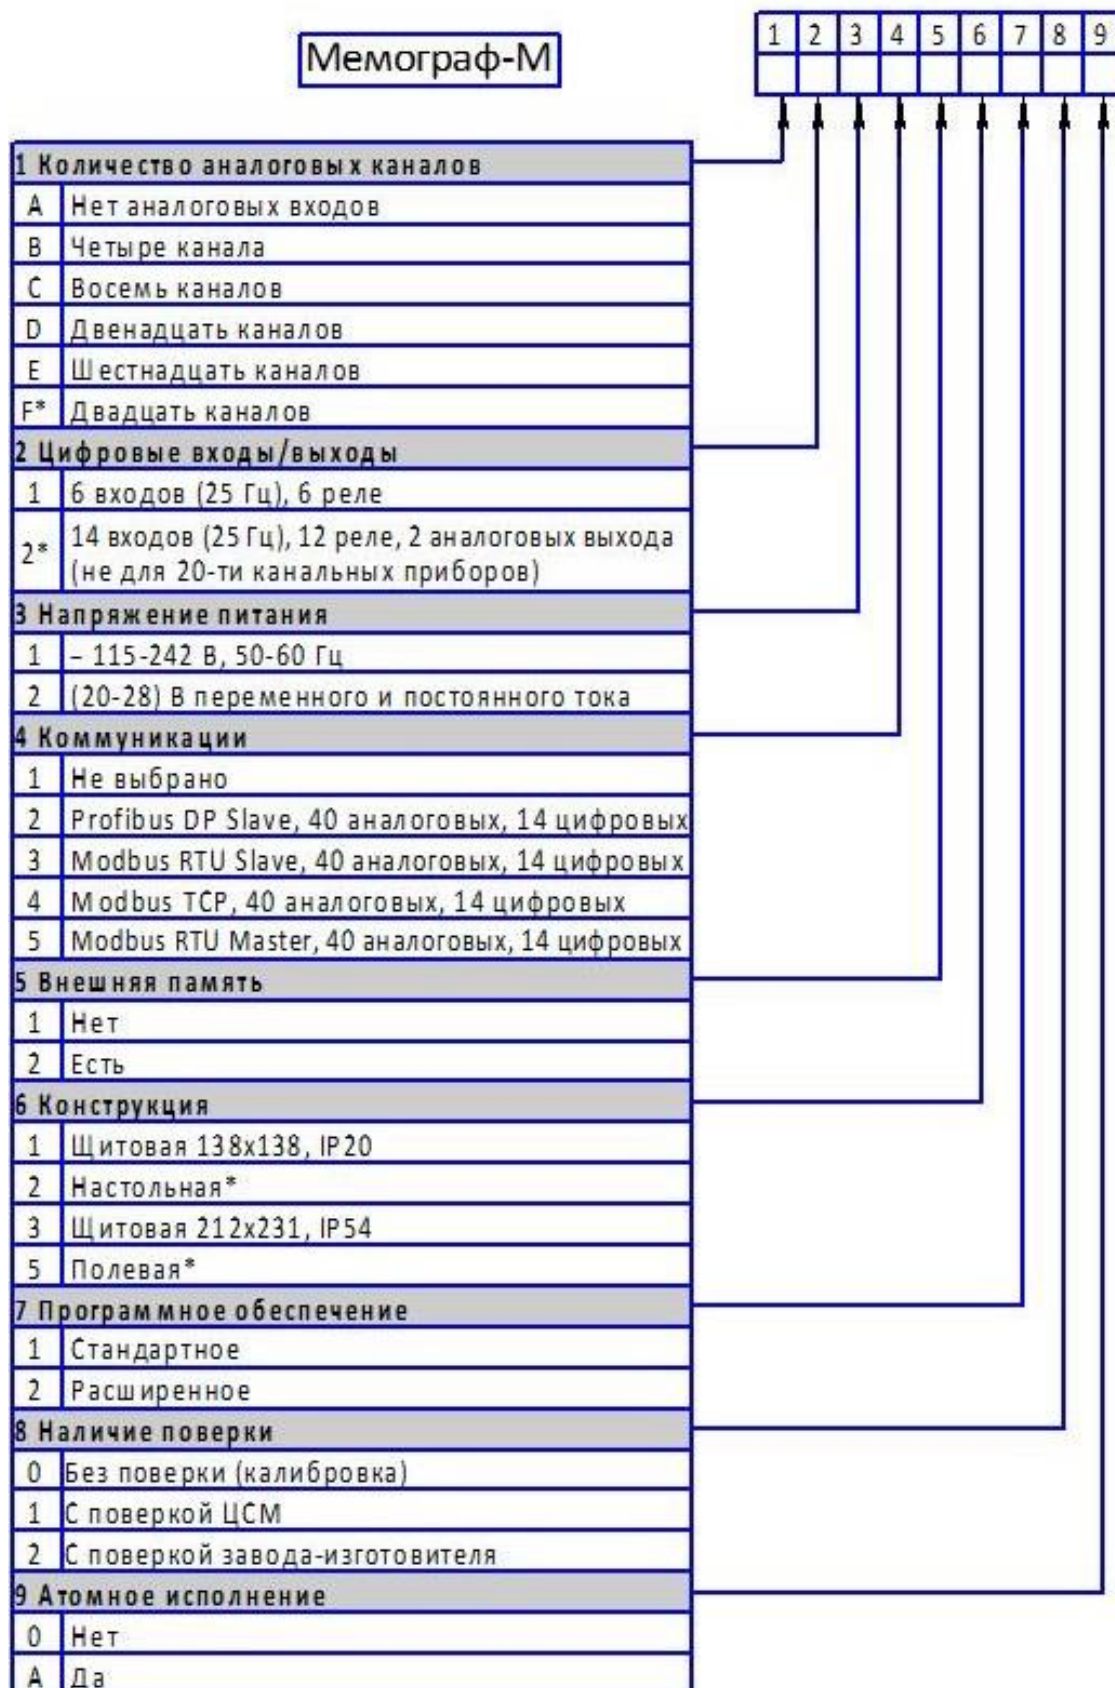 Мемограф-М
1 2 3 4 5 6 7 8 9
1 Количество аналоговых каналов
A Нет аналоговых входов
B Четыре канала
C Восемь каналов
D Двенадцать каналов
E Шестнадцать каналов
F* Двадцать каналов
2 Цифровые входы/выходы
1 6 входов (25 Гц), 6 реле
2* 14 входов (25 Гц), 12 реле, 2 аналоговых выхода
(не для 20-ти канальных приборов)
3 Напряжение питания
1 – 115-242 В, 50-60 Гц
2 (20-28) В переменного и постоянного тока
4 Коммуникации
1 Не выбрано
2 Profibus DP Slave, 40 аналоговых, 14 цифровых
3 Modbus RTU Slave, 40 аналоговых, 14 цифровых
4 Modbus TCP, 40 аналоговых, 14 цифровых
5 Modbus RTU Master, 40 аналоговых, 14 цифровых
5 Внешняя память
1 Нет
2 Есть
6 Конструкция
1 Щитовая 138х138, IP20
2 Настольная*
3 Щитовая 212х231, IP54
5 Полевая*
7 Программное обеспечение
1 Стандартное
2 Расширенное
8 Наличие поверки
0 Без поверки (калибровка)
1 С поверкой ЦСМ
2 С поверкой завода-изготовителя
9 Атомное исполнение
0 Нет
A Да